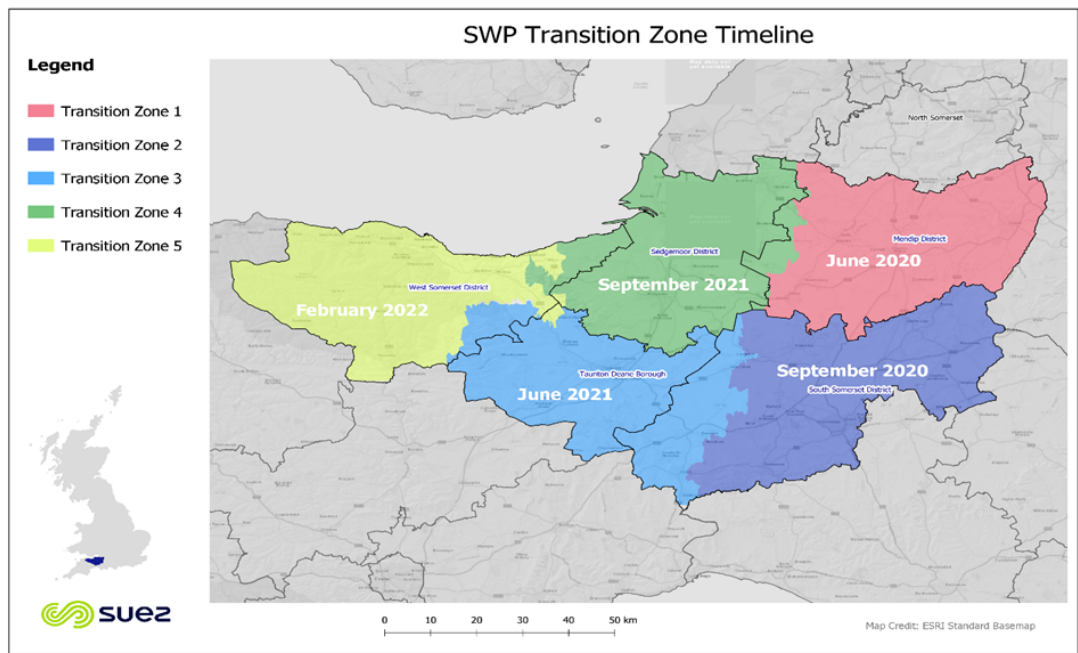 SWP Transition Zone Timeline
Legend
Transition Zone 1
Transition Zone 2
Transition Zone 3
Transition Zone 4
Transition Zone 5
North Somerset
Mendip District
June 2020
Sedgemoor District
September 2021
West Somerset District
February 2022
Taunton Deane Borough
June 2021
September 2020
South Somerset District
suez
0 10 20 30 40 50 km
Map Credit: ESRI Standard Basemap